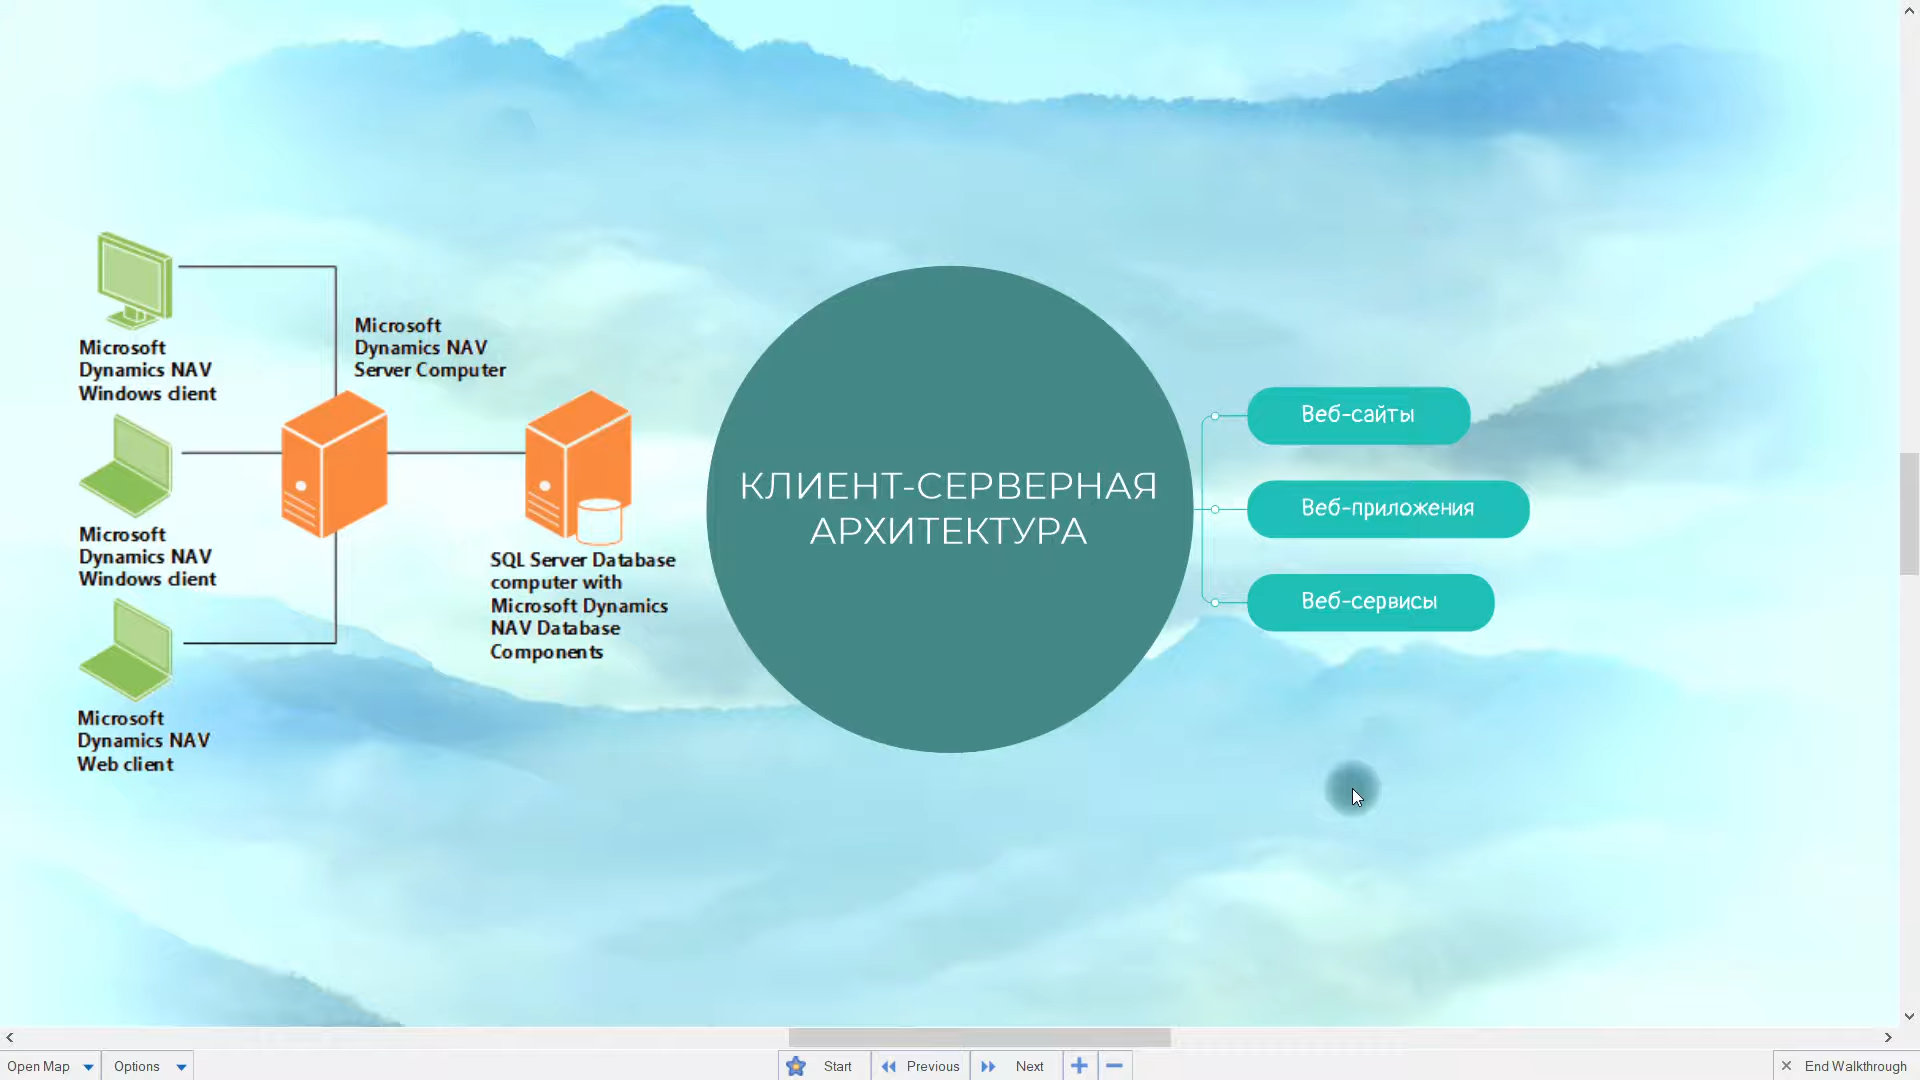 Microsoft
Dynamics NAV
Windows client
Microsoft
Dynamics NAV
Server Computer
Microsoft
Dynamics NAV
Windows client
SQL Server Database
computer with
Microsoft Dynamics
NAV Database
Components
Microsoft
Dynamics NAV
Web client
КЛИЕНТ-СЕРВЕРНАЯ
АРХИТЕКТУРА
Веб-сайты
Веб-приложения
Веб-сервисы
Open Map
Options
Start
Previous
Next
End Walkthrough